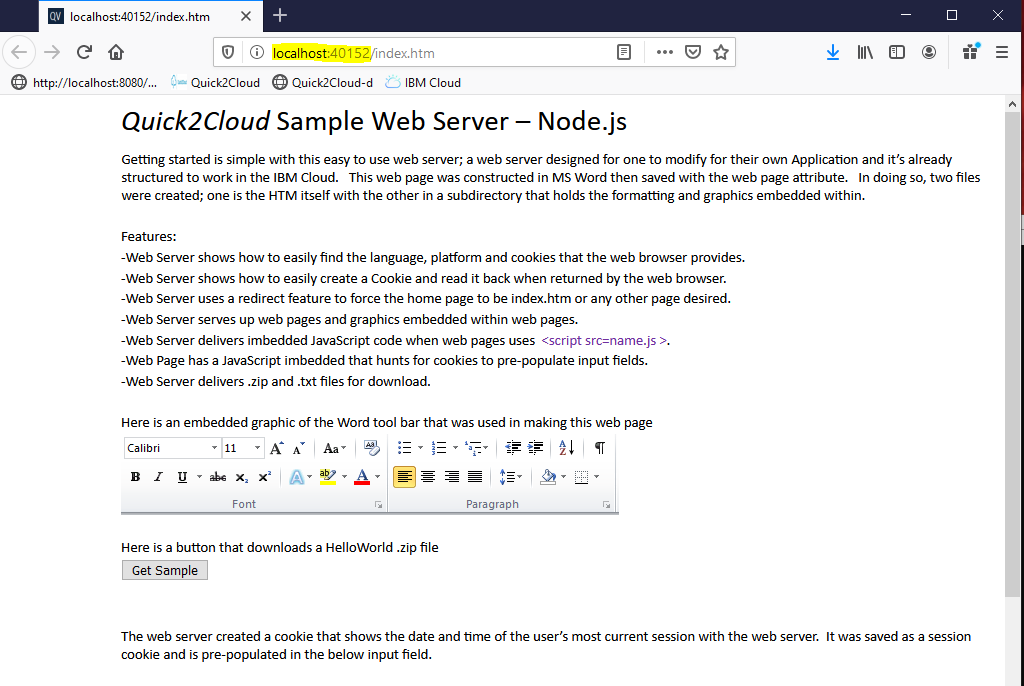 QV localhost:40152/index.htm
localhost:40152/index.htm
http://localhost:8080/... Quick2Cloud Quick2Cloud-d IBM Cloud
Quick2Cloud Sample Web Server – Node.js
Getting started is simple with this easy to use web server; a web server designed for one to modify for their own Application and it’s already
structured to work in the IBM Cloud. This web page was constructed in MS Word then saved with the web page attribute. In doing so, two files
were created; one is the HTM itself with the other in a subdirectory that holds the formatting and graphics embedded within.
Features:
-Web Server shows how to easily find the language, platform and cookies that the web browser provides.
-Web Server shows how to easily create a Cookie and read it back when returned by the web browser.
-Web Server uses a redirect feature to force the home page to be index.htm or any other page desired.
-Web Server serves up web pages and graphics embedded within web pages.
-Web Server delivers imbedded JavaScript code when web pages uses <script src=name.js >.
-Web Page has a JavaScript imbedded that hunts for cookies to pre-populate input fields.
-Web Server delivers .zip and .txt files for download.
Here is an embedded graphic of the Word tool bar that was used in making this web page
Calibri 11 A A Aa
B I U abc x₂ x² A ab A
Font Paragraph
Here is a button that downloads a HelloWorld .zip file
Get Sample
The web server created a cookie that shows the date and time of the user’s most current session with the web server. It was saved as a session
cookie and is pre-populated in the below input field.